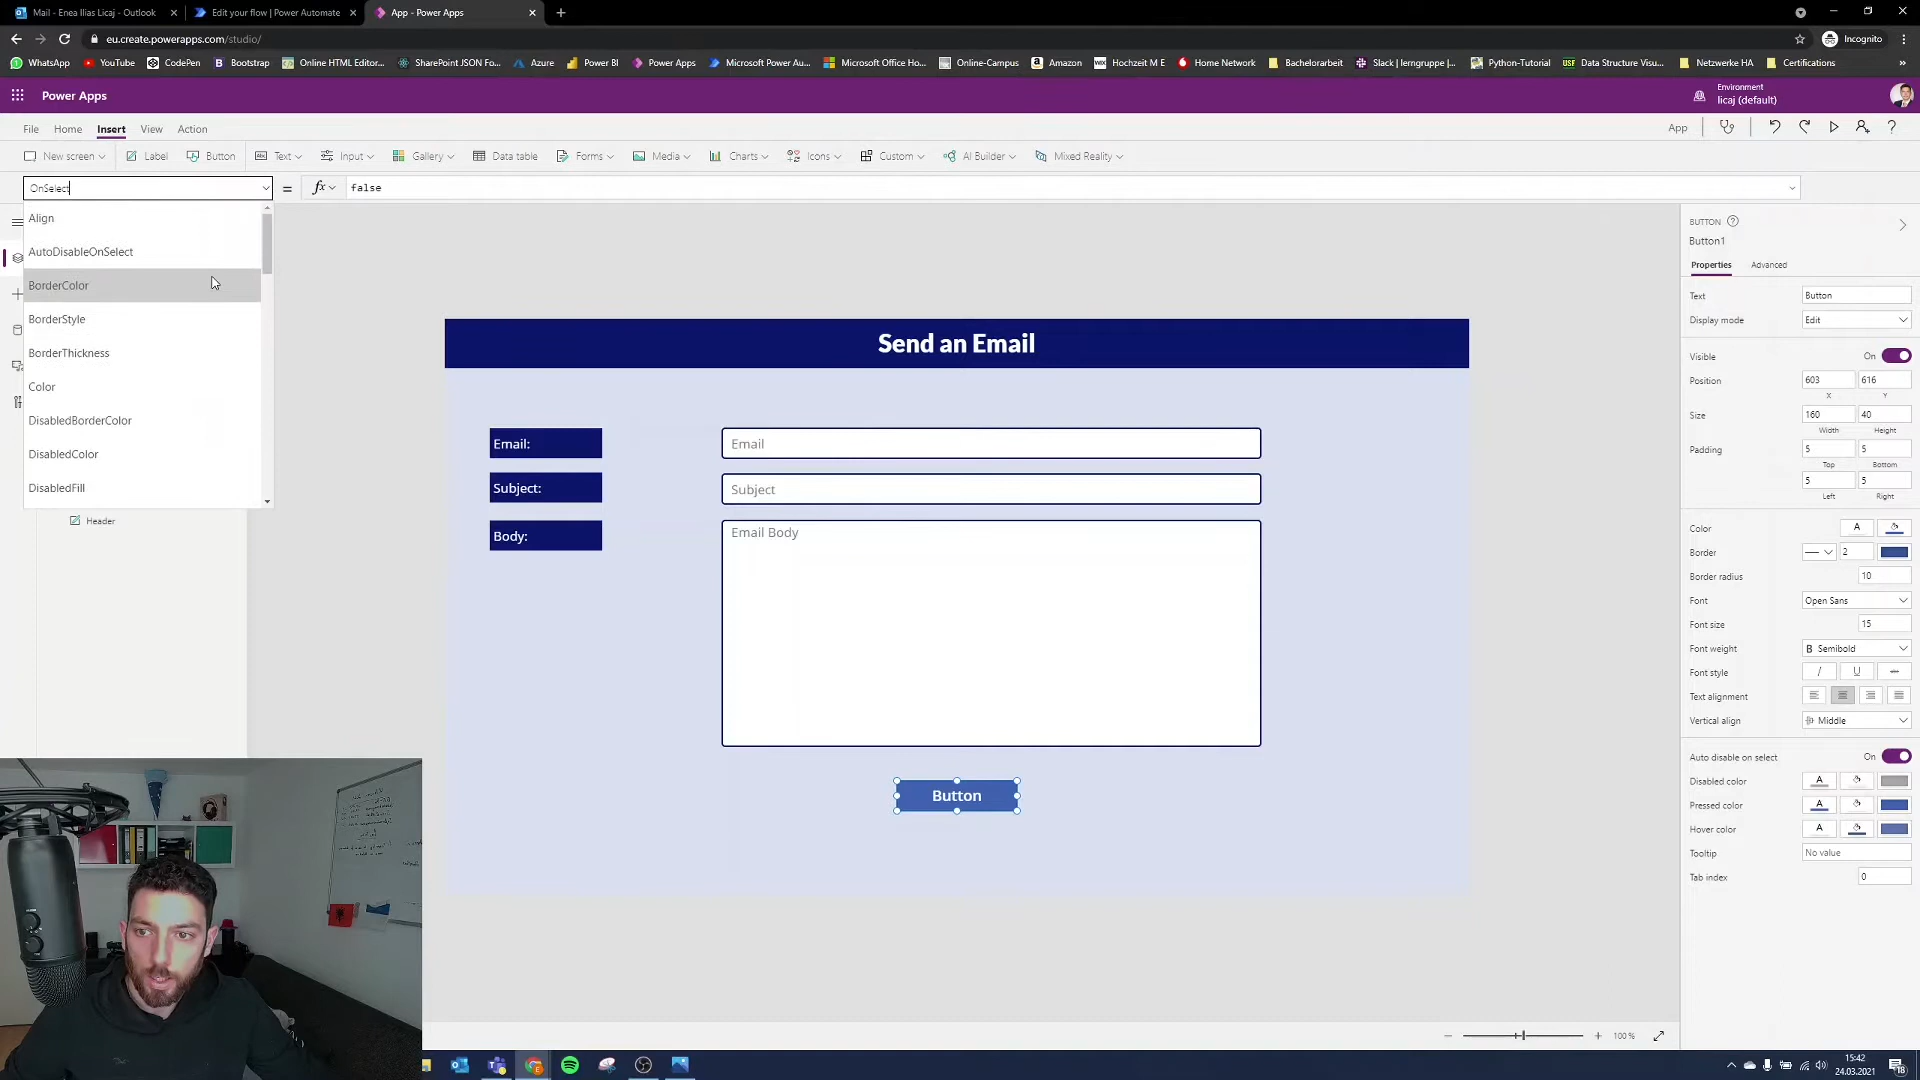 Mail - Enea Ilias Licaj - Outlook
Edit your flow | Power Automate
App - Power Apps
eu.create.powerapps.com/studio/
Incognito
WhatsApp
YouTube
CodePen
Bootstrap
Online HTML Editor...
SharePoint JSON Fo...
Azure
Power BI
Power Apps
Microsoft Power Au...
Microsoft Office Ho...
Online-Campus
Amazon
Hochzeit M E
Home Network
Bachelorarbeit
Slack | lerngruppe |...
Python-Tutorial
Data Structure Visu...
Netzwerke HA
Certifications
Power Apps
Environment
licaj (default)
File
Home
Insert
View
Action
App
New screen
Label
Button
Text
Input
Gallery
Data table
Forms
Media
Charts
Icons
Custom
AI Builder
Mixed Reality
OnSelect
=
fx
false
Align
AutoDisableOnSelect
BorderColor
BorderStyle
BorderThickness
Color
DisabledBorderColor
DisabledColor
DisabledFill
Header
Send an Email
Email:
Email
Subject:
Subject
Body:
Email Body
Button
BUTTON
Button1
Properties
Advanced
Text
Button
Display mode
Edit
Visible
On
Position
603
616
X
Y
Size
160
40
Width
Height
Padding
5
5
Top
Bottom
5
5
Left
Right
Color
Border
2
Border radius
10
Font
Open Sans
Font size
15
Font weight
B Semibold
Font style
Text alignment
Vertical align
Middle
Auto disable on select
On
Disabled color
Pressed color
Hover color
Tooltip
No value
Tab index
0
100 %
15:42
24.03.2021